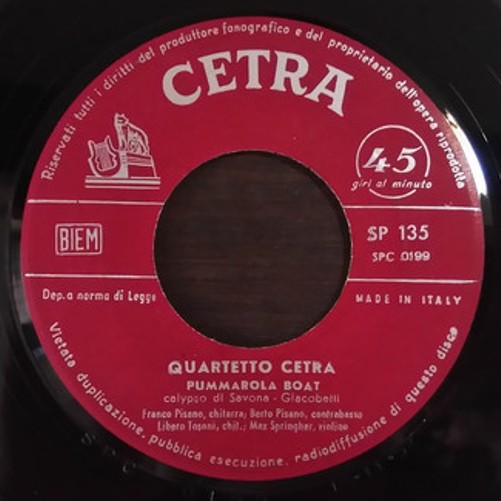 Riservati tutti i diritti del produttore fonografico e del proprietario dell'opera riprodotta
CETRA
45
giri al minuto
BIEM
SP 135
SPC 0199
Dep. a norma di Legge
MADE IN ITALY
QUARTETTO CETRA
PUMMAROLA BOAT
calypso di Savona - Giacobetti
Franco Pisano, chitarra; Berto Pisano, contrabasso
Libero Tosoni, chit.; Max Springher, violino
Vietata duplicazione, pubblica esecuzione, radiodiffusione di questo disco